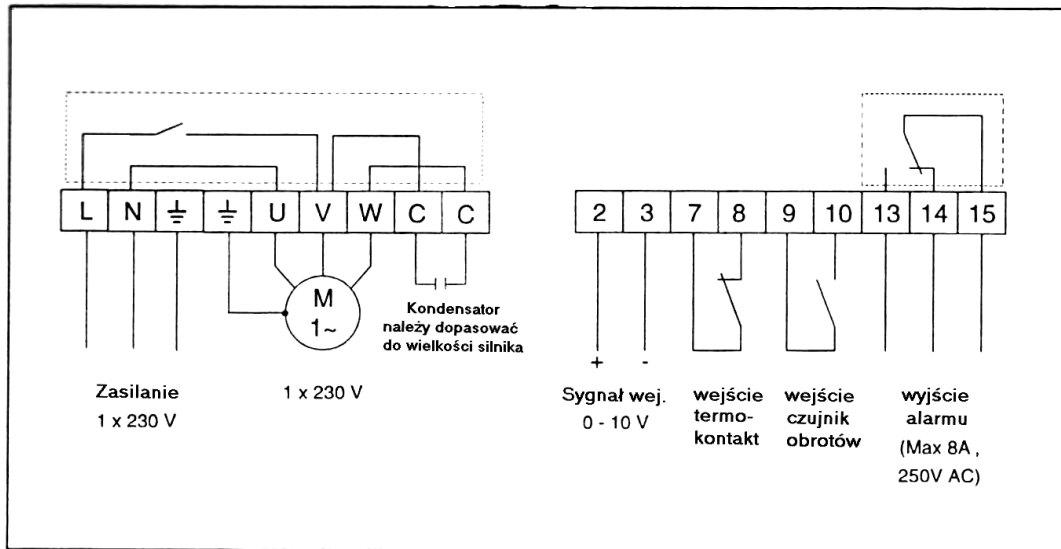 L N U V W C C
2 3 7 8 9 10 13 14 15
M
1~
Kondensator
należy dopasować
do wielkości silnika
+ -
Zasilanie
1 x 230 V
1 x 230 V
Sygnał wej.
0 - 10 V
wejście
termo-
kontakt
wejście
czujnik
obrotów
wyjście
alarmu
(Max 8A ,
250V AC)